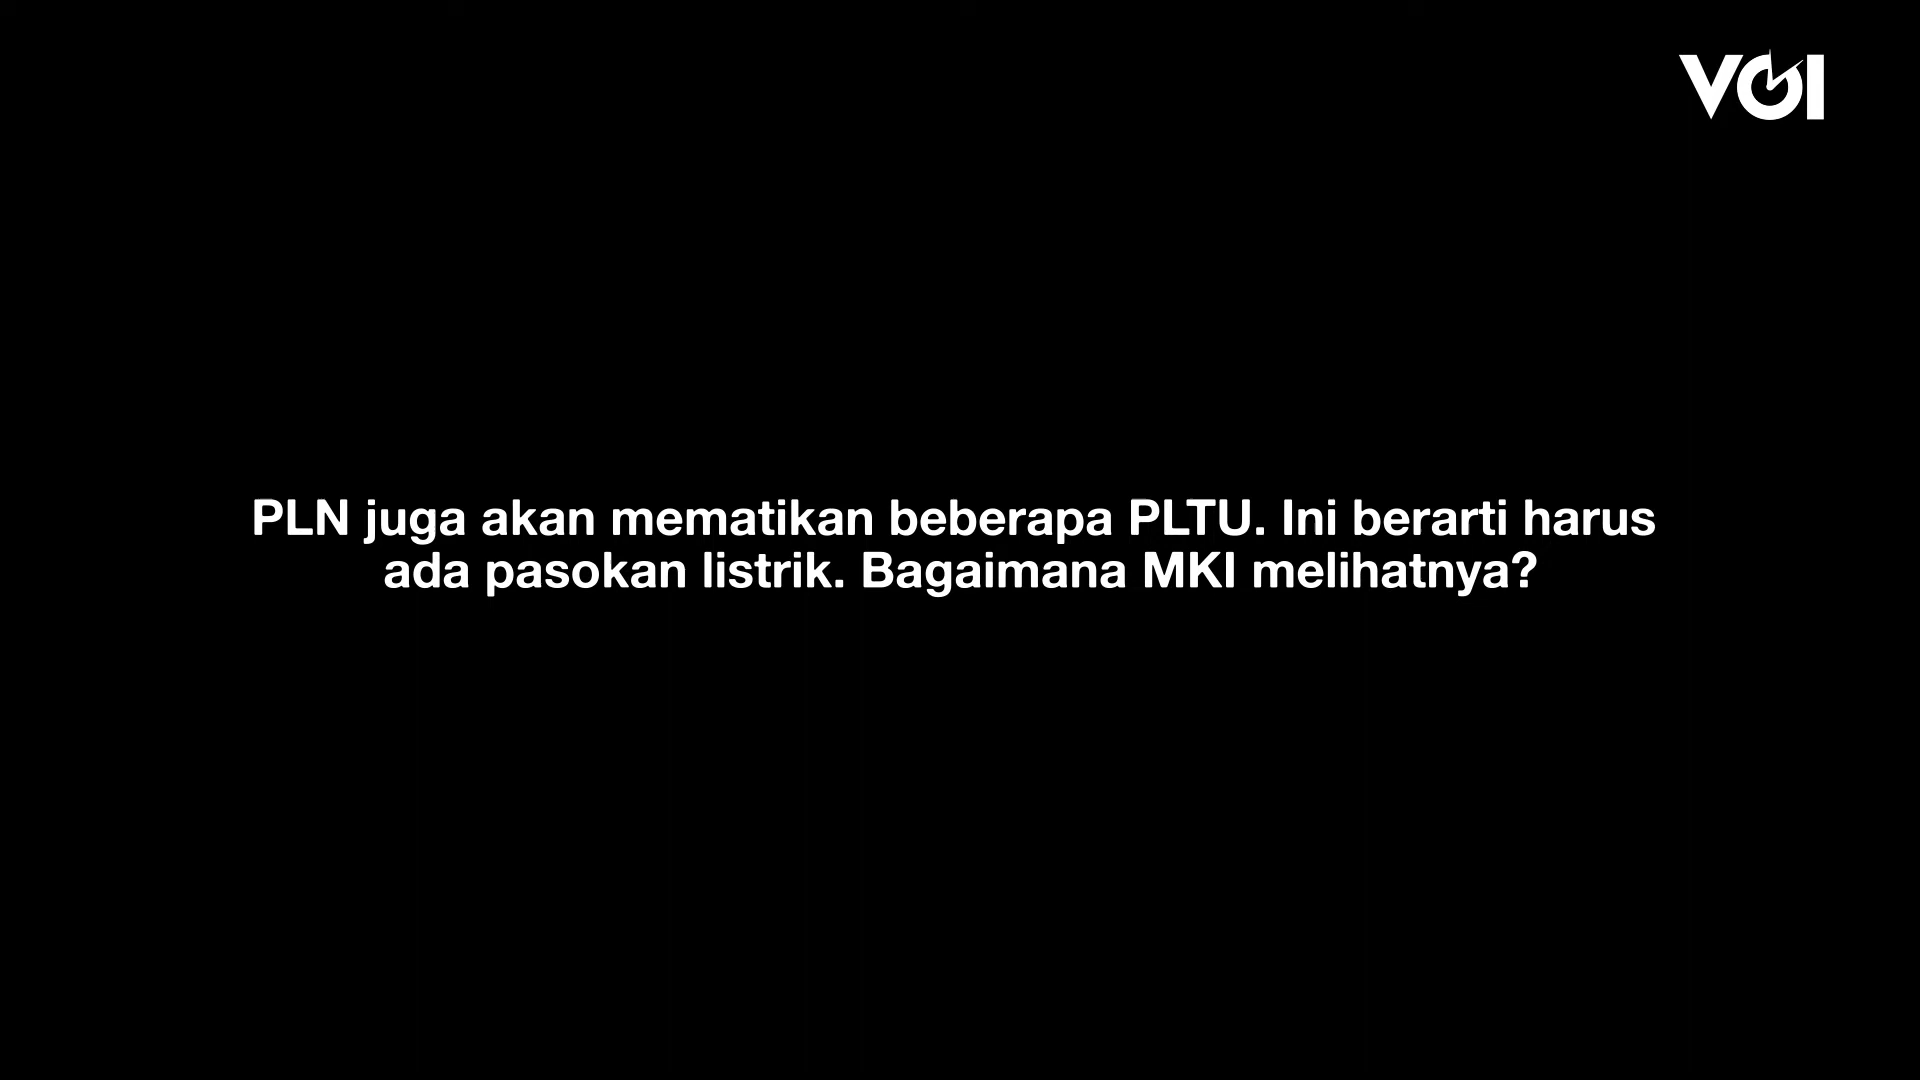 VOI
PLN juga akan mematikan beberapa PLTU. Ini berarti harus
ada pasokan listrik. Bagaimana MKI melihatnya?